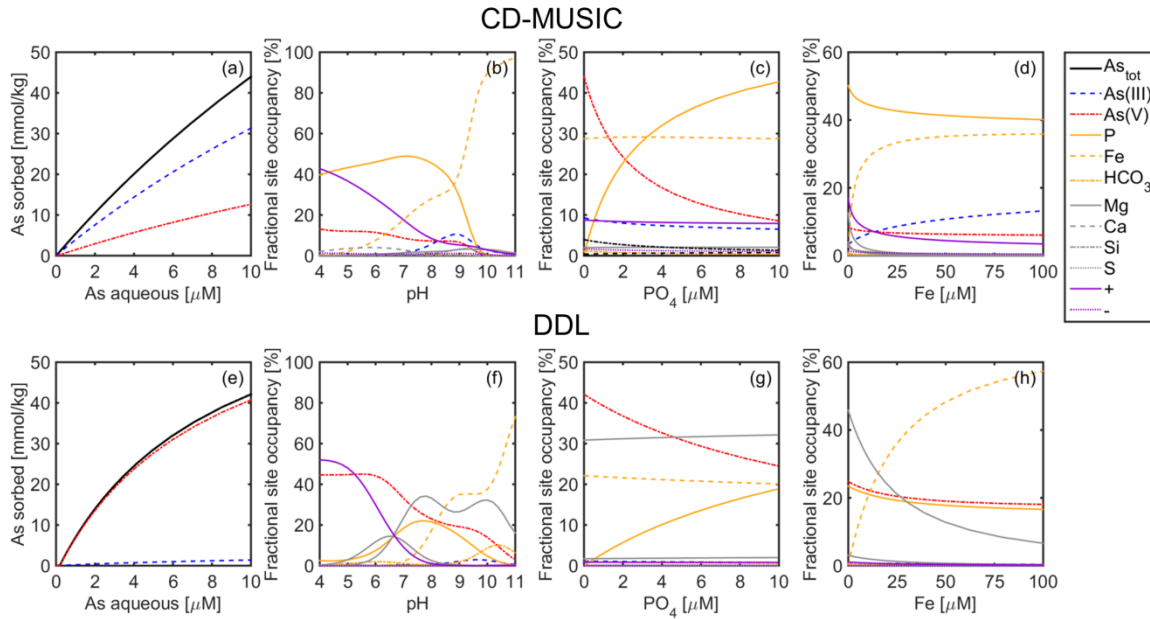 CD-MUSIC
As sorbed [mmol/kg]
50
40
30
20
10
0
(a)
0 2 4 6 8 10
As aqueous [μM]
Fractional site occupancy [%]
100
80
60
40
20
0
(b)
4 5 6 7 8 9 10 11
pH
Fractional site occupancy [%]
50
40
30
20
10
0
(c)
0 2 4 6 8 10
PO4 [μM]
Fractional site occupancy [%]
60
40
20
0
(d)
0 25 50 75 100
Fe [μM]
As tot
As(III)
As(V)
P
Fe
HCO3
Mg
Ca
Si
S
+
-
DDL
As sorbed [mmol/kg]
50
40
30
20
10
0
(e)
0 2 4 6 8 10
As aqueous [μM]
Fractional site occupancy [%]
100
80
60
40
20
0
(f)
4 5 6 7 8 9 10 11
pH
Fractional site occupancy [%]
50
40
30
20
10
0
(g)
0 2 4 6 8 10
PO4 [μM]
Fractional site occupancy [%]
60
40
20
0
(h)
0 25 50 75 100
Fe [μM]